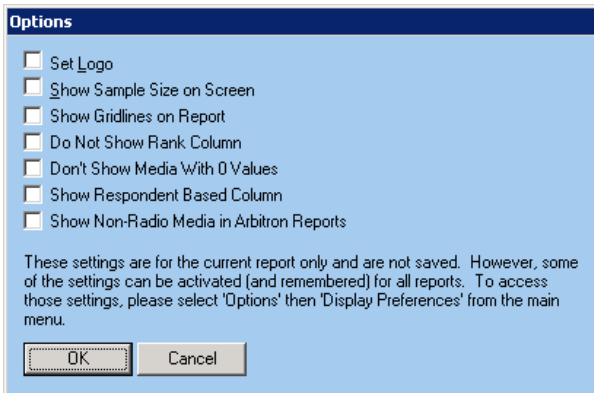 Options
Set Logo
Show Sample Size on Screen
Show Gridlines on Report
Do Not Show Rank Column
Don't Show Media With 0 Values
Show Respondent Based Column
Show Non-Radio Media in Arbitron Reports
These settings are for the current report only and are not saved.  However, some
of the settings can be activated (and remembered) for all reports.  To access
those settings, please select 'Options' then 'Display Preferences' from the main
menu.
OK Cancel